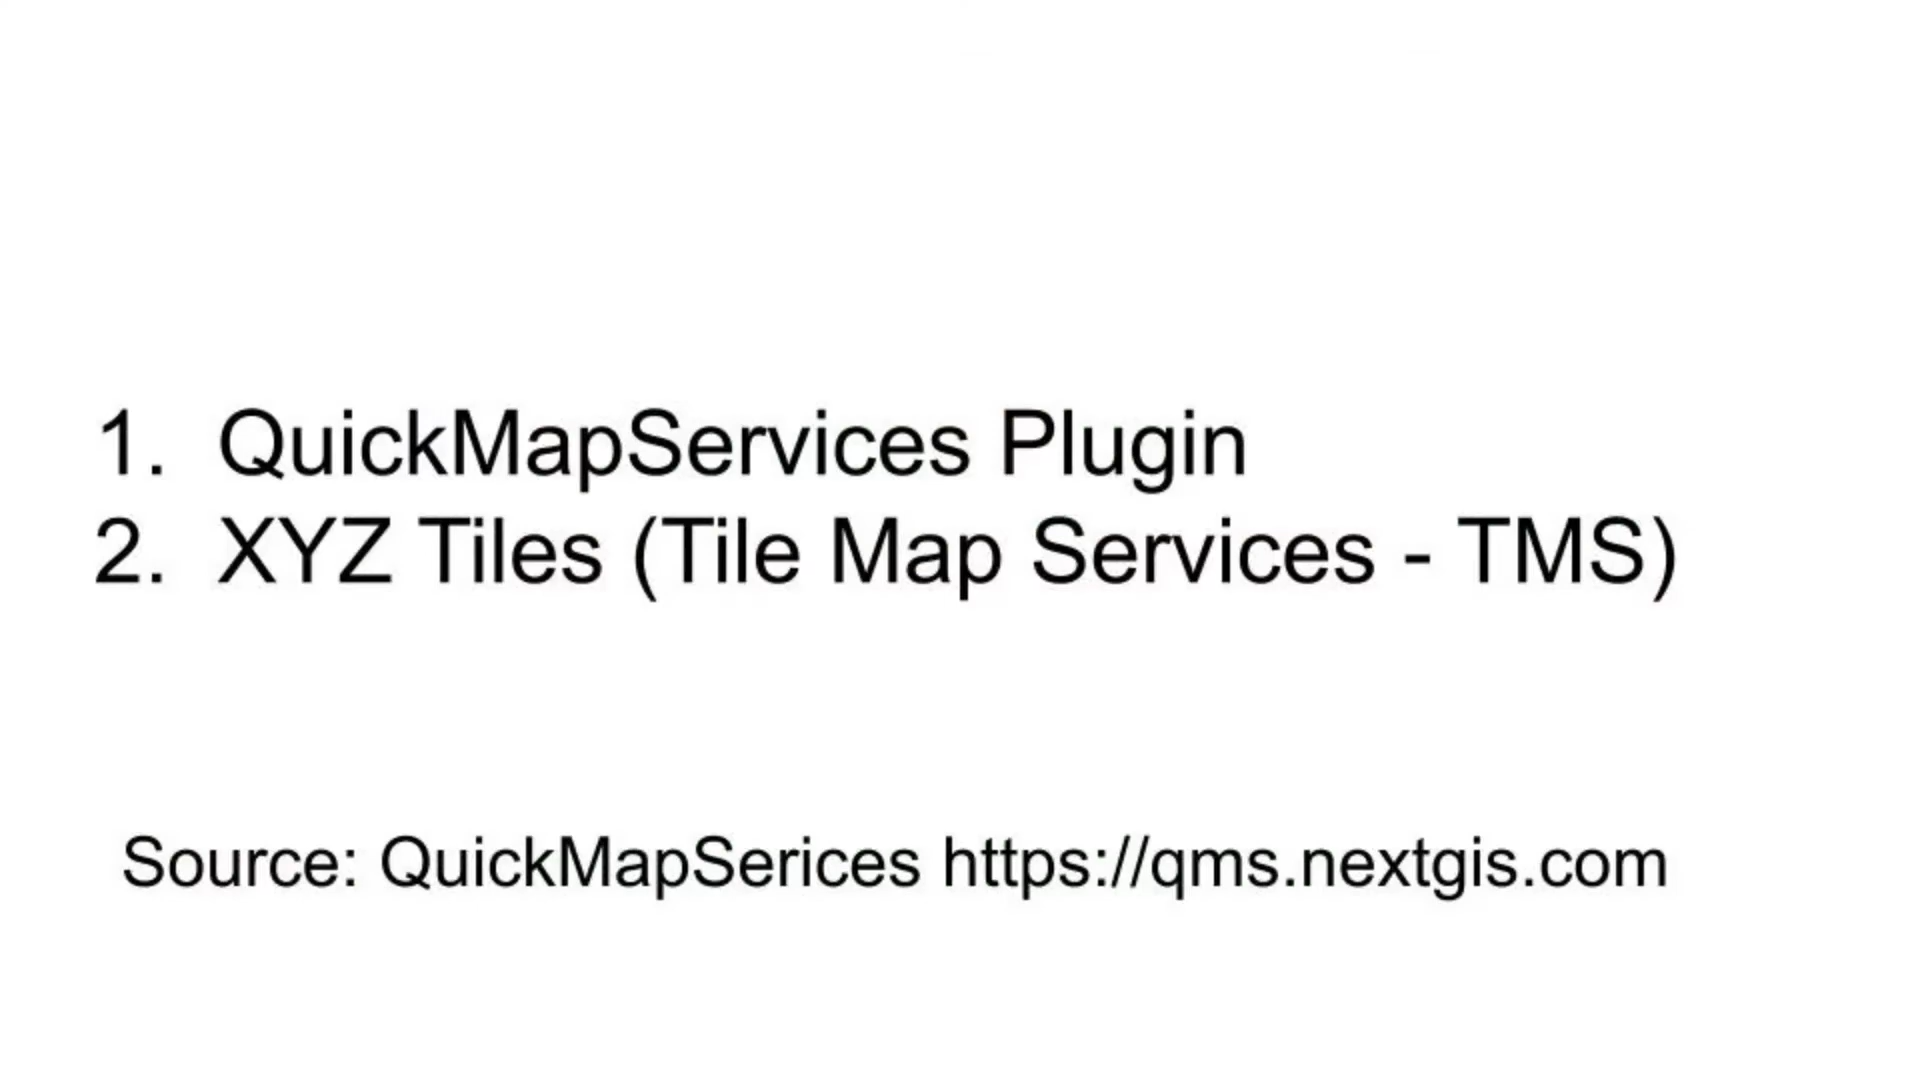 1. QuickMapServices Plugin
2. XYZ Tiles (Tile Map Services - TMS)
Source: QuickMapSerices https://qms.nextgis.com